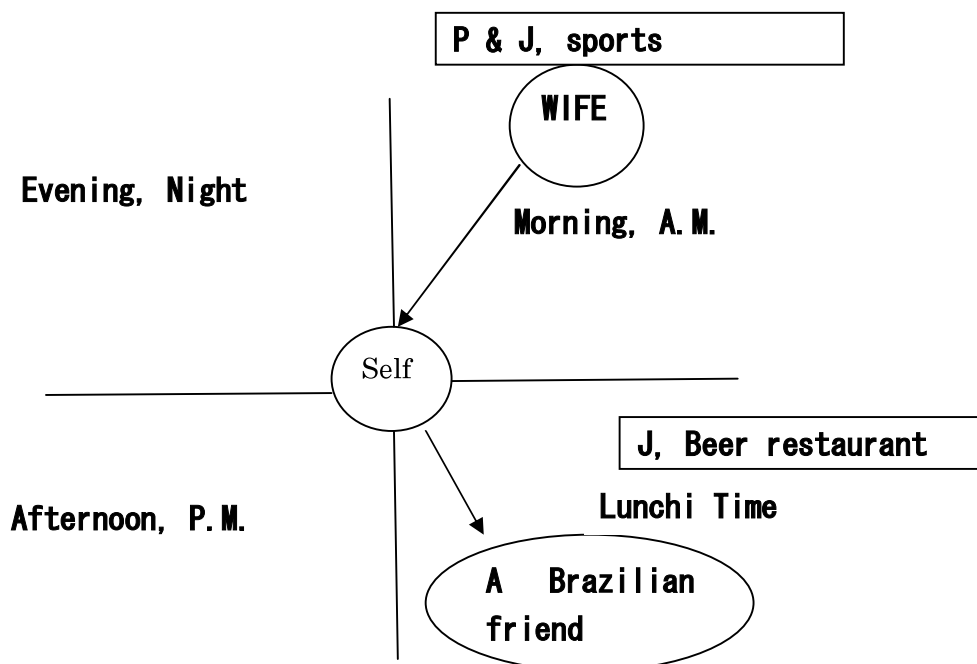 P & J, sports
WIFE
Evening, Night
Morning, A.M.
Self
J, Beer restaurant
Lunchi Time
Afternoon, P.M.
A Brazilian
friend